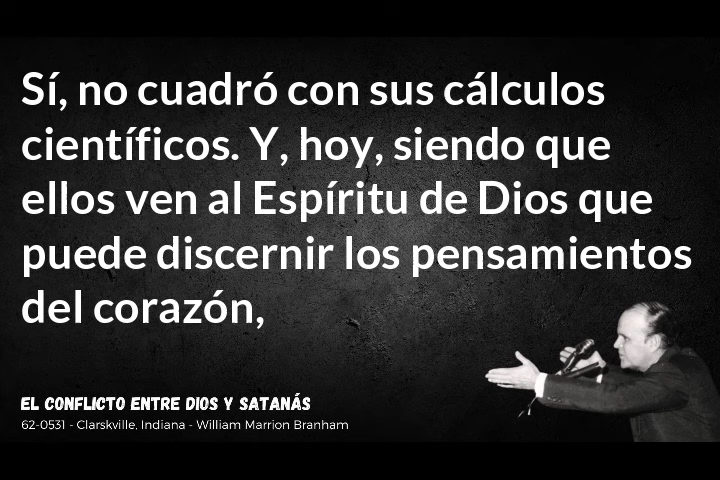 Sí, no cuadró con sus cálculos
científicos. Y, hoy, siendo que
ellos ven al Espíritu de Dios que
puede discernir los pensamientos
del corazón,
EL CONFLICTO ENTRE DIOS Y SATANÁS
62-0531 - Clarskville, Indiana - William Marrion Branham